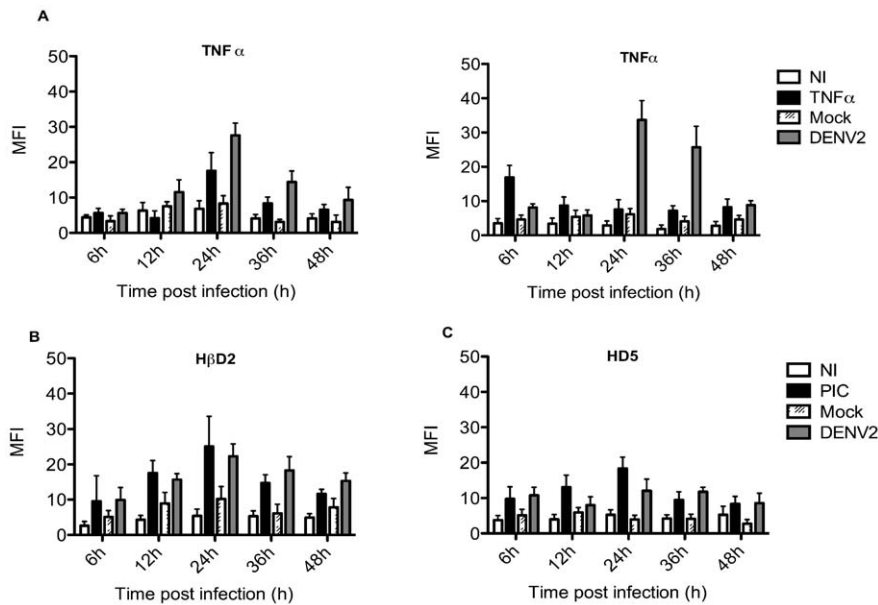 A
TNF α
TNFα
50
40
30
20
10
0
MFI
6h
12h
24h
36h
48h
Time post infection (h)
50
40
30
20
10
0
MFI
6h
12h
24h
36h
48h
Time post infection (h)
NI
TNFα
Mock
DENV2
B
HβD2
50
40
30
20
10
0
MFI
6h
12h
24h
36h
48h
Time post infection (h)
C
HD5
50
40
30
20
10
0
MFI
6h
12h
24h
36h
48h
Time post infection (h)
NI
PIC
Mock
DENV2